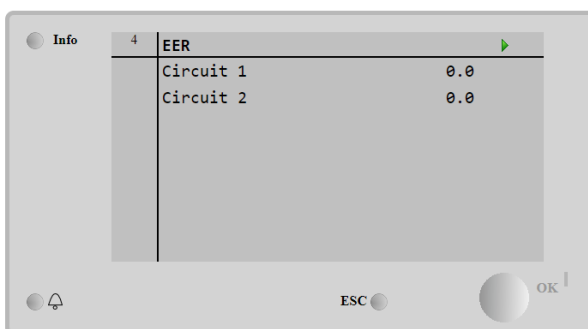 Info
4 EER
Circuit 1 0.0
Circuit 2 0.0
ESC
OK